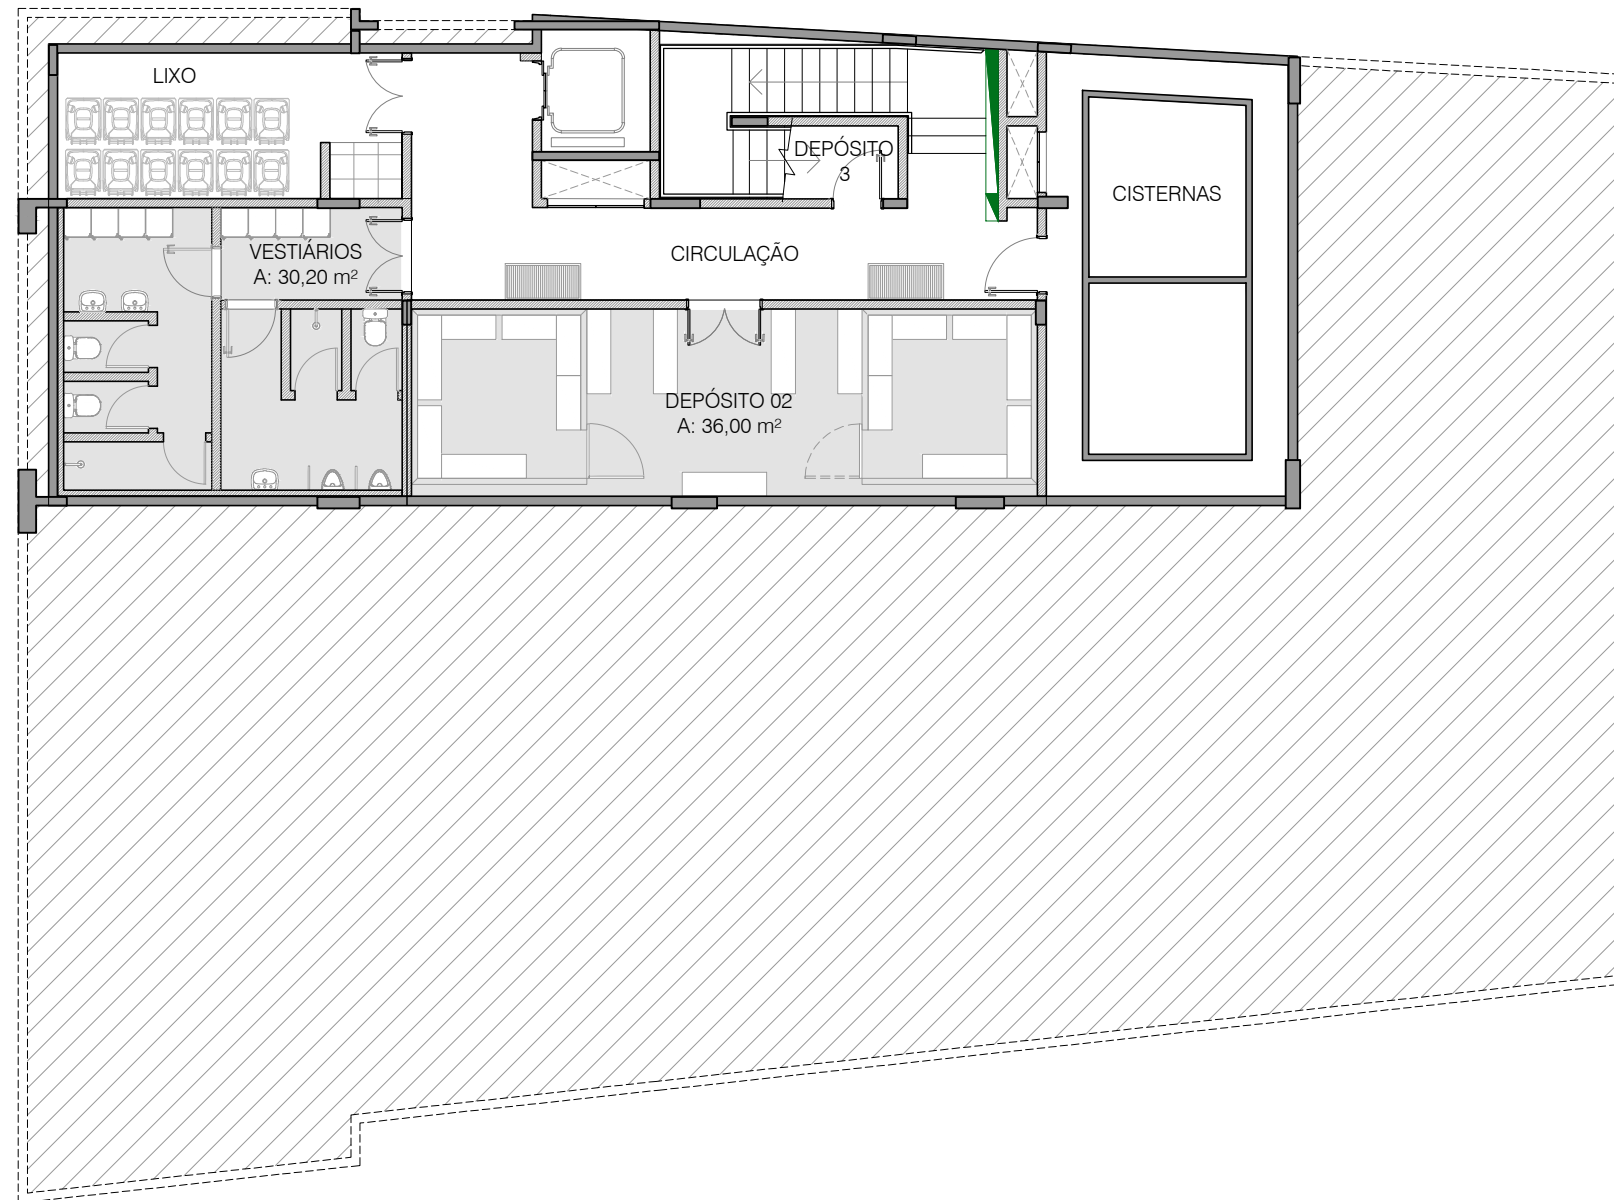 LIXO
DEPÓSITO
3
CISTERNAS
VESTIÁRIOS
A: 30,20 m²
CIRCULAÇÃO
DEPÓSITO 02
A: 36,00 m²